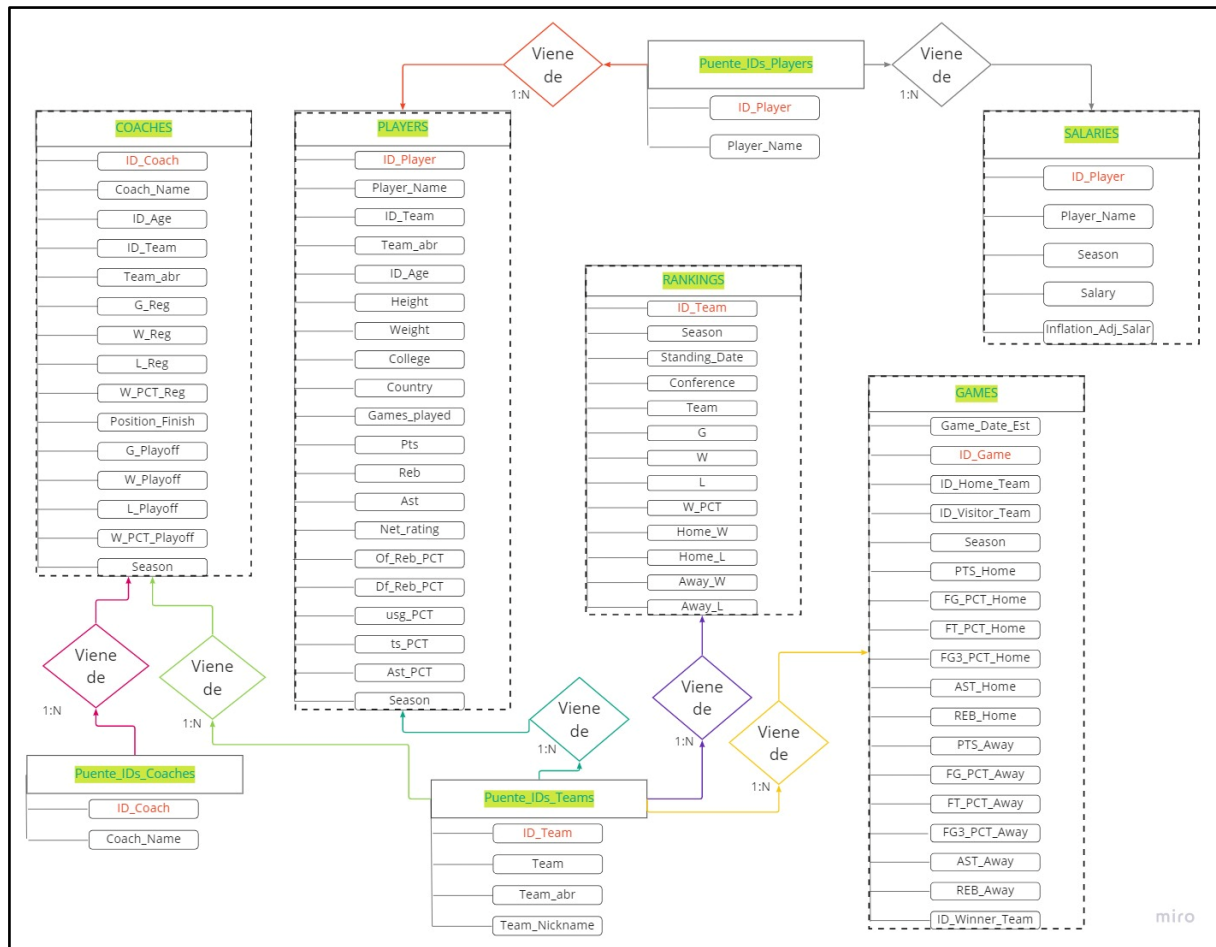 Viene
de
1:N
Puente_IDs_Players
ID_Player
Player_Name
Viene
de
1:N
COACHES
ID_Coach
Coach_Name
ID_Age
ID_Team
Team_abr
G_Reg
W_Reg
L_Reg
W_PCT_Reg
Position_Finish
G_Playoff
W_Playoff
L_Playoff
W_PCT_Playoff
Season
PLAYERS
ID_Player
Player_Name
ID_Team
Team_abr
ID_Age
Height
Weight
College
Country
Games_played
Pts
Reb
Ast
Net_rating
Of_Reb_PCT
Df_Reb_PCT
usg_PCT
ts_PCT
Ast_PCT
Season
SALARIES
ID_Player
Player_Name
Season
Salary
Inflation_Adj_Salar
RANKINGS
ID_Team
Season
Standing_Date
Conference
Team
G
W
L
W_PCT
Home_W
Home_L
Away_W
Away_L
GAMES
Game_Date_Est
ID_Game
ID_Home_Team
ID_Visitor_Team
Season
PTS_Home
FG_PCT_Home
FT_PCT_Home
FG3_PCT_Home
AST_Home
REB_Home
PTS_Away
FG_PCT_Away
FT_PCT_Away
FG3_PCT_Away
AST_Away
REB_Away
ID_Winner_Team
Viene
de
1:N
Viene
de
1:N
Viene
de
1:N
Viene
de
1:N
Viene
de
1:N
Puente_IDs_Coaches
ID_Coach
Coach_Name
Puente_IDs_Teams
ID_Team
Team
Team_abr
Team_Nickname
miro